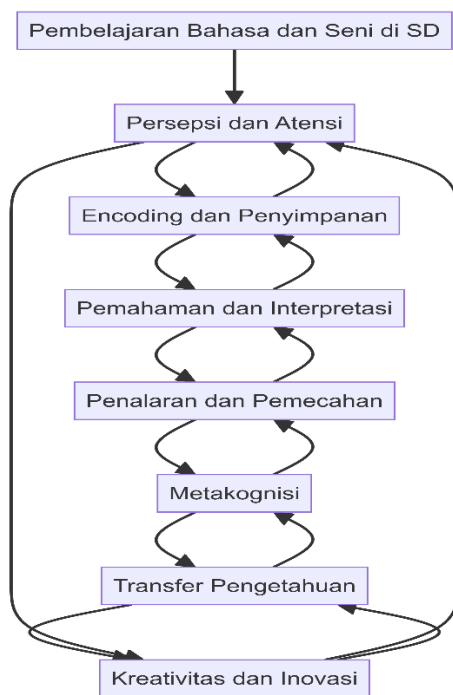 Pembelajaran Bahasa dan Seni di SD
Persepsi dan Atensi
Encoding dan Penyimpanan
Pemahaman dan Interpretasi
Penalaran dan Pemecahan
Metakognisi
Transfer Pengetahuan
Kreativitas dan Inovasi